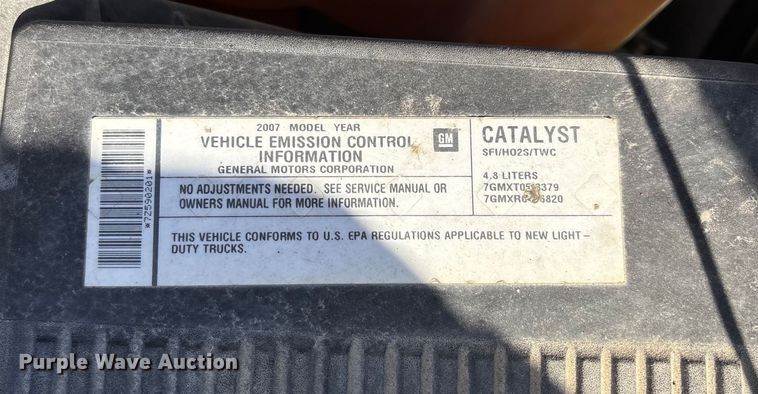 2007 MODEL YEAR
VEHICLE EMISSION CONTROL
INFORMATION
GENERAL MOTORS CORPORATION
GM
CATALYST
SFI/HO2S/TWC
4.8 LITERS
NO ADJUSTMENTS NEEDED. SEE SERVICE MANUAL OR
OWNERS MANUAL FOR MORE INFORMATION.
THIS VEHICLE CONFORMS TO U.S. EPA REGULATIONS APPLICABLE TO NEW LIGHT-
DUTY TRUCKS.
*72590201*
Purple Wave Auction